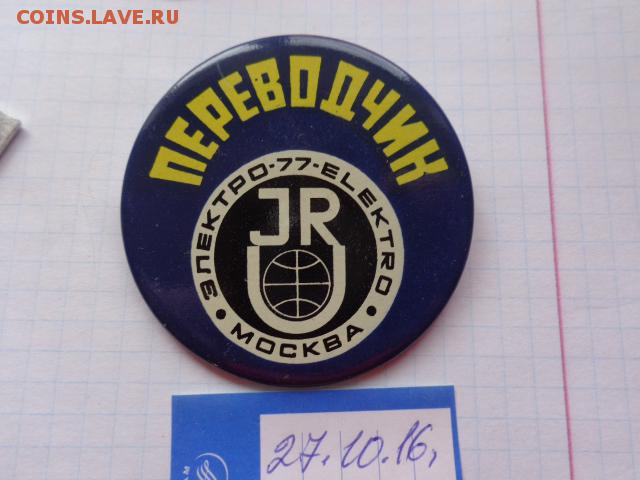 COINS.LAVE.RU
ПЕРЕВОДЧИК
ЭЛЕКТРО-77-ELEKTRO
JR
U
• МОСКВА •
27.10.16,